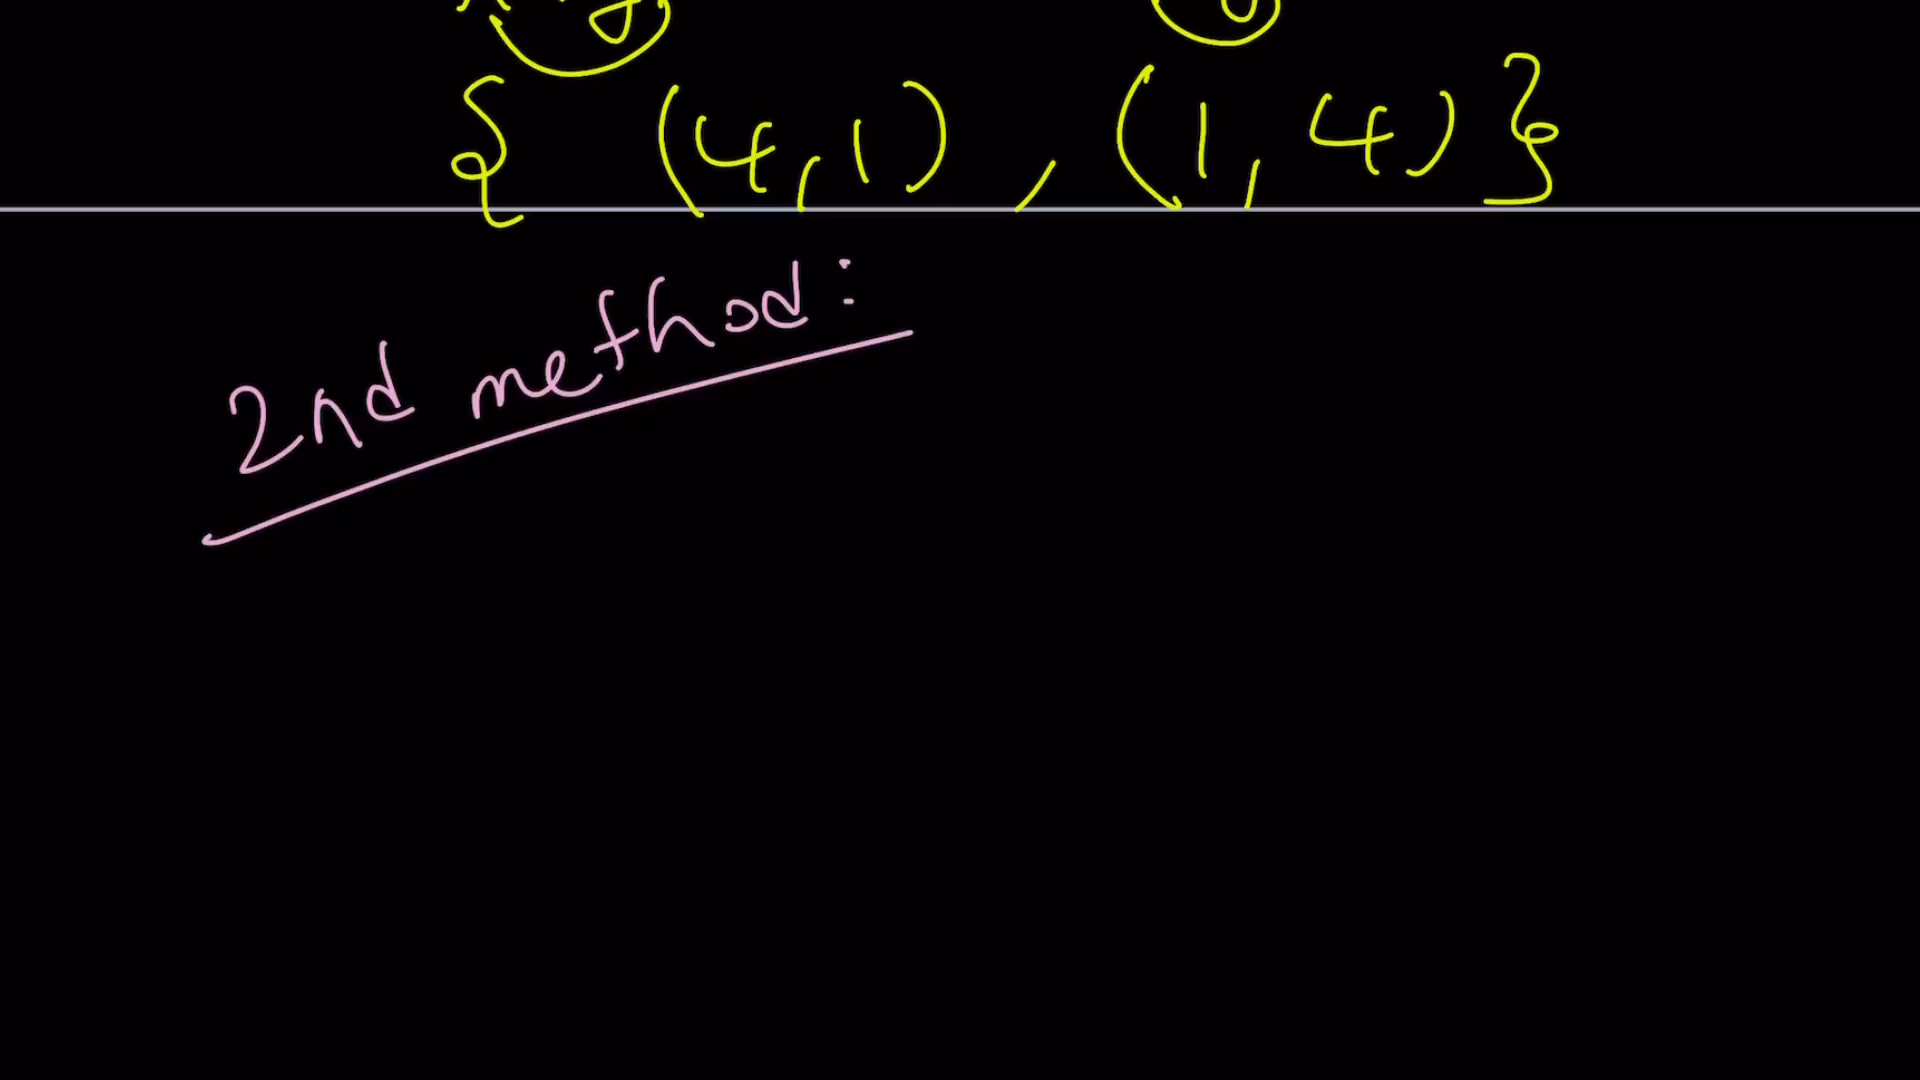 { (4,1) , (1,4) }
2nd method: